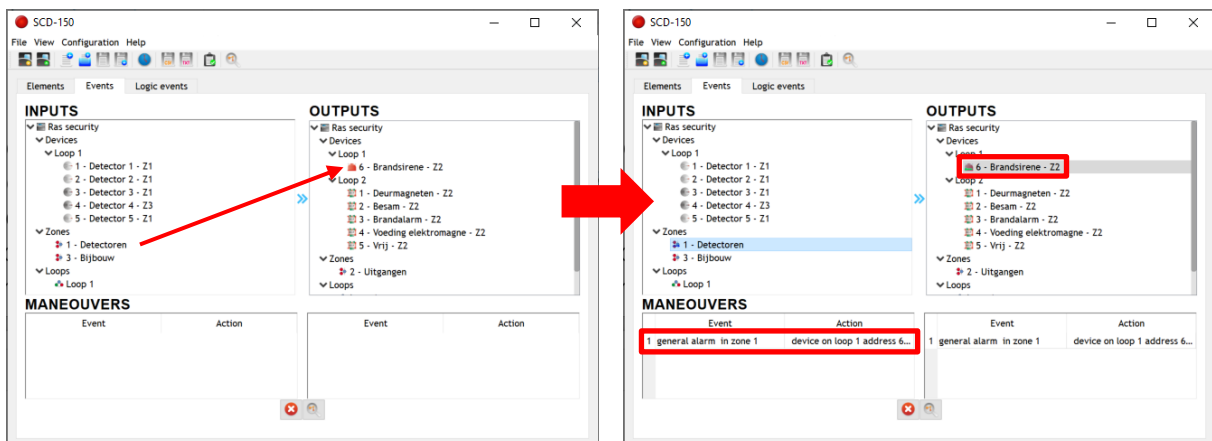 SCD-150
File View Configuration Help
Elements Events Logic events
INPUTS
Ras security
Devices
Loop 1
1 - Detector 1 - Z1
2 - Detector 2 - Z1
3 - Detector 3 - Z1
4 - Detector 4 - Z3
5 - Detector 5 - Z1
Zones
1 - Detectoren
3 - Bijbouw
Loops
Loop 1
OUTPUTS
Ras security
Devices
Loop 1
6 - Brandsirene - Z2
Loop 2
1 - Deurmagneten - Z2
2 - Besam - Z2
3 - Brandalarm - Z2
4 - Voeding elektromagne - Z2
5 - Vrij - Z2
Zones
2 - Uitgangen
Loops
MANEOUVERS
Event Action
Event Action
SCD-150
File View Configuration Help
Elements Events Logic events
INPUTS
Ras security
Devices
Loop 1
1 - Detector 1 - Z1
2 - Detector 2 - Z1
3 - Detector 3 - Z1
4 - Detector 4 - Z3
5 - Detector 5 - Z1
Zones
1 - Detectoren
3 - Bijbouw
Loops
Loop 1
OUTPUTS
Ras security
Devices
Loop 1
6 - Brandsirene - Z2
Loop 2
1 - Deurmagneten - Z2
2 - Besam - Z2
3 - Brandalarm - Z2
4 - Voeding elektromagne - Z2
5 - Vrij - Z2
Zones
2 - Uitgangen
Loops
MANEOUVERS
Event Action
1 general alarm in zone 1 device on loop 1 address 6...
Event Action
1 general alarm in zone 1 device on loop 1 address 6...